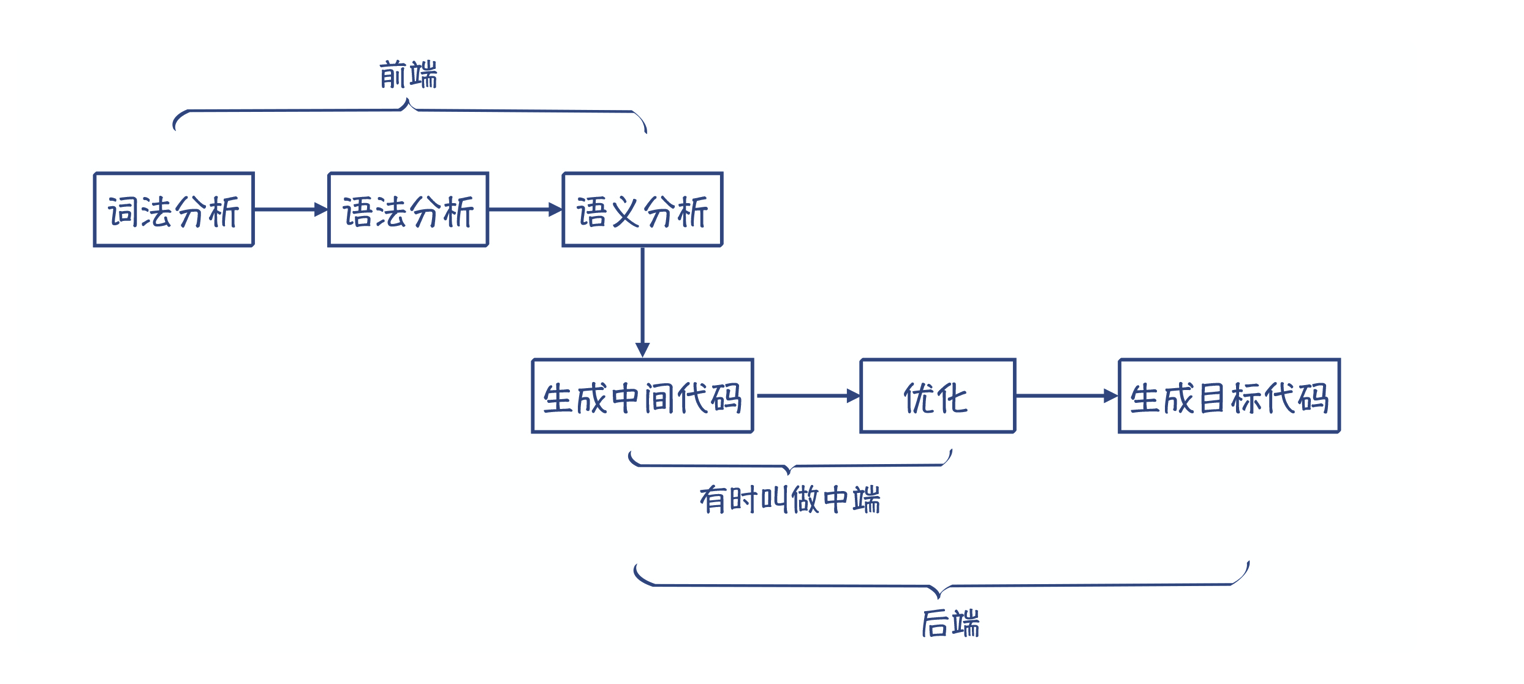 前端
词法分析
语法分析
语义分析
生成中间代码
优化
生成目标代码
有时叫做中端
后端